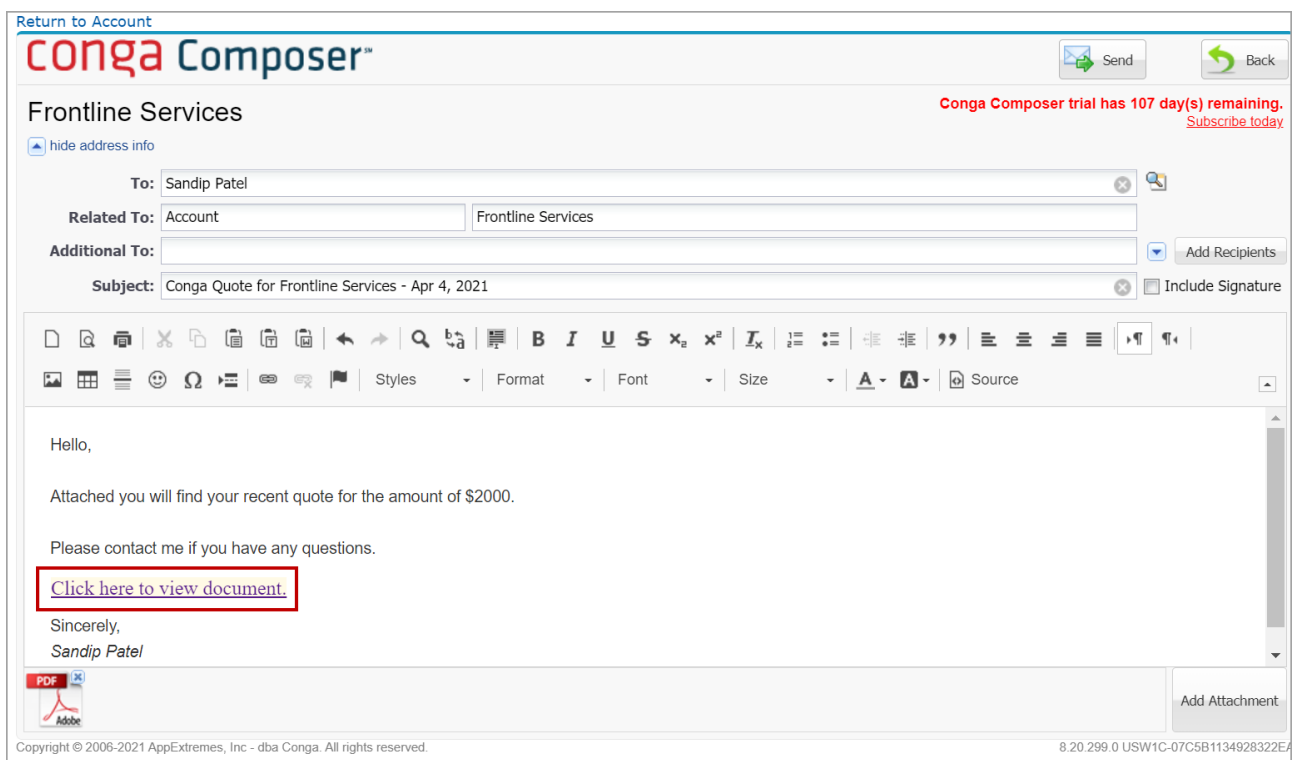 Return to Account
conga Composer℠
Send
Back
Frontline Services
Conga Composer trial has 107 day(s) remaining.
Subscribe today
hide address info
To: Sandip Patel
Related To: Account Frontline Services
Additional To:
Add Recipients
Subject: Conga Quote for Frontline Services - Apr 4, 2021
Include Signature
B I U S x₂ x² Iₓ
Styles Format Font Size A A Source
Hello,
Attached you will find your recent quote for the amount of $2000.
Please contact me if you have any questions.
Click here to view document.
Sincerely,
Sandip Patel
PDF
Adobe
Add Attachment
Copyright © 2006-2021 AppExtremes, Inc - dba Conga. All rights reserved.
8.20.299.0 USW1C-07C5B1134928322EA